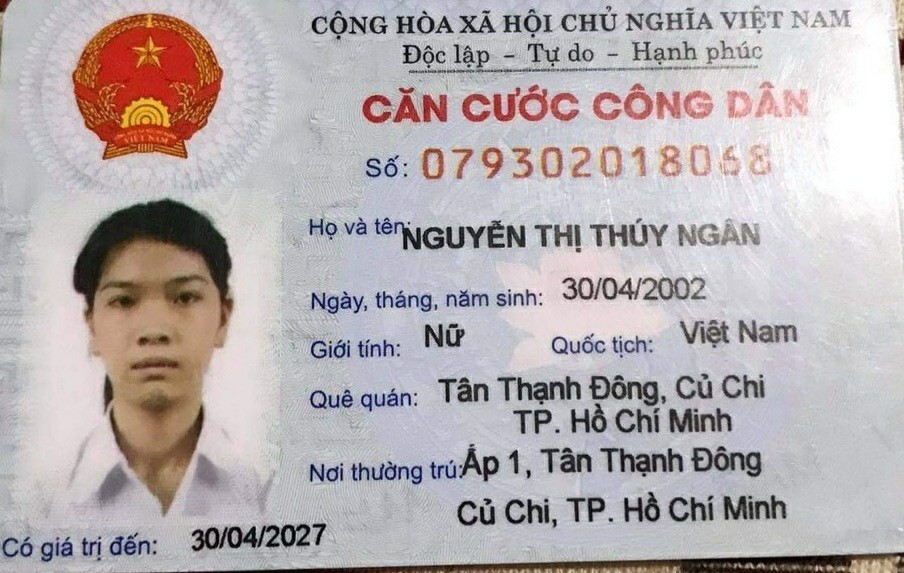 CỘNG HÒA XÃ HỘI CHỦ NGHĨA VIỆT NAM
Độc lập - Tự do - Hạnh phúc
CĂN CƯỚC CÔNG DÂN
Số: 079302018068
Họ và tên: NGUYỄN THỊ THÚY NGÂN
Ngày, tháng, năm sinh: 30/04/2002
Giới tính: Nữ Quốc tịch: Việt Nam
Quê quán: Tân Thạnh Đông, Củ Chi
TP. Hồ Chí Minh
Nơi thường trú: Ấp 1, Tân Thạnh Đông
Củ Chi, TP. Hồ Chí Minh
Có giá trị đến: 30/04/2027